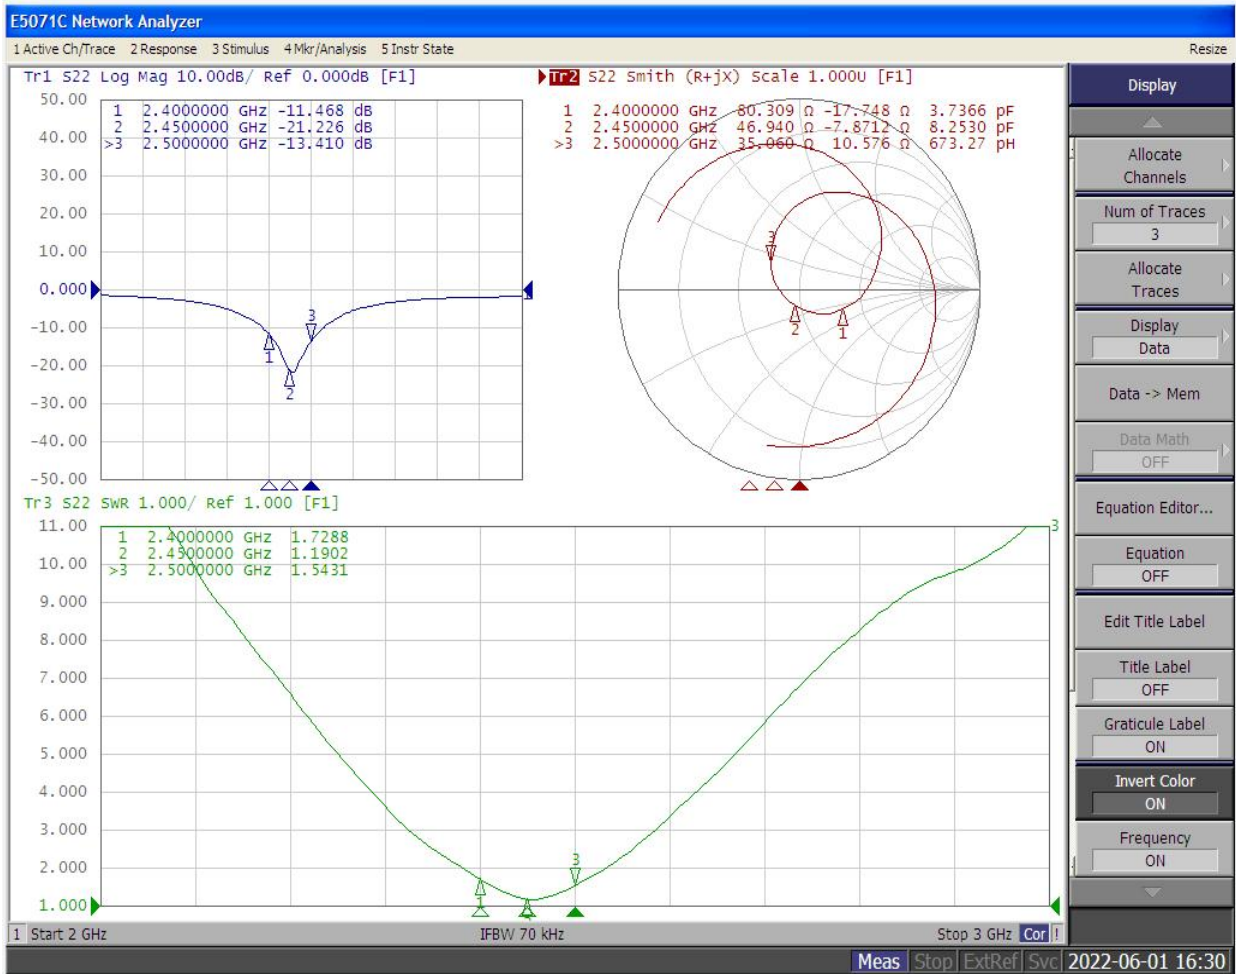 E5071C Network Analyzer
1 Active Ch/Trace 2 Response 3 Stimulus 4 Mkr/Analysis 5 Instr State Resize
Tr1 S22 Log Mag 10.00dB/ Ref 0.000dB [F1]
50.00
1 2.4000000 GHz -11.468 dB
2 2.4500000 GHz -21.226 dB
>3 2.5000000 GHz -13.410 dB
40.00
30.00
20.00
10.00
0.000
-10.00
-20.00
-30.00
-40.00
-50.00
1
2
3
Tr2 S22 Smith (R+jX) Scale 1.000U [F1]
1 2.4000000 GHz 80.309 Ω -17.748 Ω 3.7366 pF
2 2.4500000 GHz 46.940 Ω -7.8712 Ω 8.2530 pF
>3 2.5000000 GHz 35.060 Ω 10.576 Ω 673.27 pH
3
2
1
Tr3 S22 SWR 1.000/ Ref 1.000 [F1]
11.00
1 2.4000000 GHz 1.7288
2 2.4500000 GHz 1.1902
>3 2.5000000 GHz 1.5431
10.00
9.000
8.000
7.000
6.000
5.000
4.000
3.000
2.000
1.000
3
1
3
1 Start 2 GHz IFBW 70 kHz Stop 3 GHz Cor !
Display
Allocate
Channels
Num of Traces
3
Allocate
Traces
Display
Data
Data -> Mem
Data Math
OFF
Equation Editor...
Equation
OFF
Edit Title Label
Title Label
OFF
Graticule Label
ON
Invert Color
ON
Frequency
ON
Meas Stop ExtRef Svc 2022-06-01 16:30